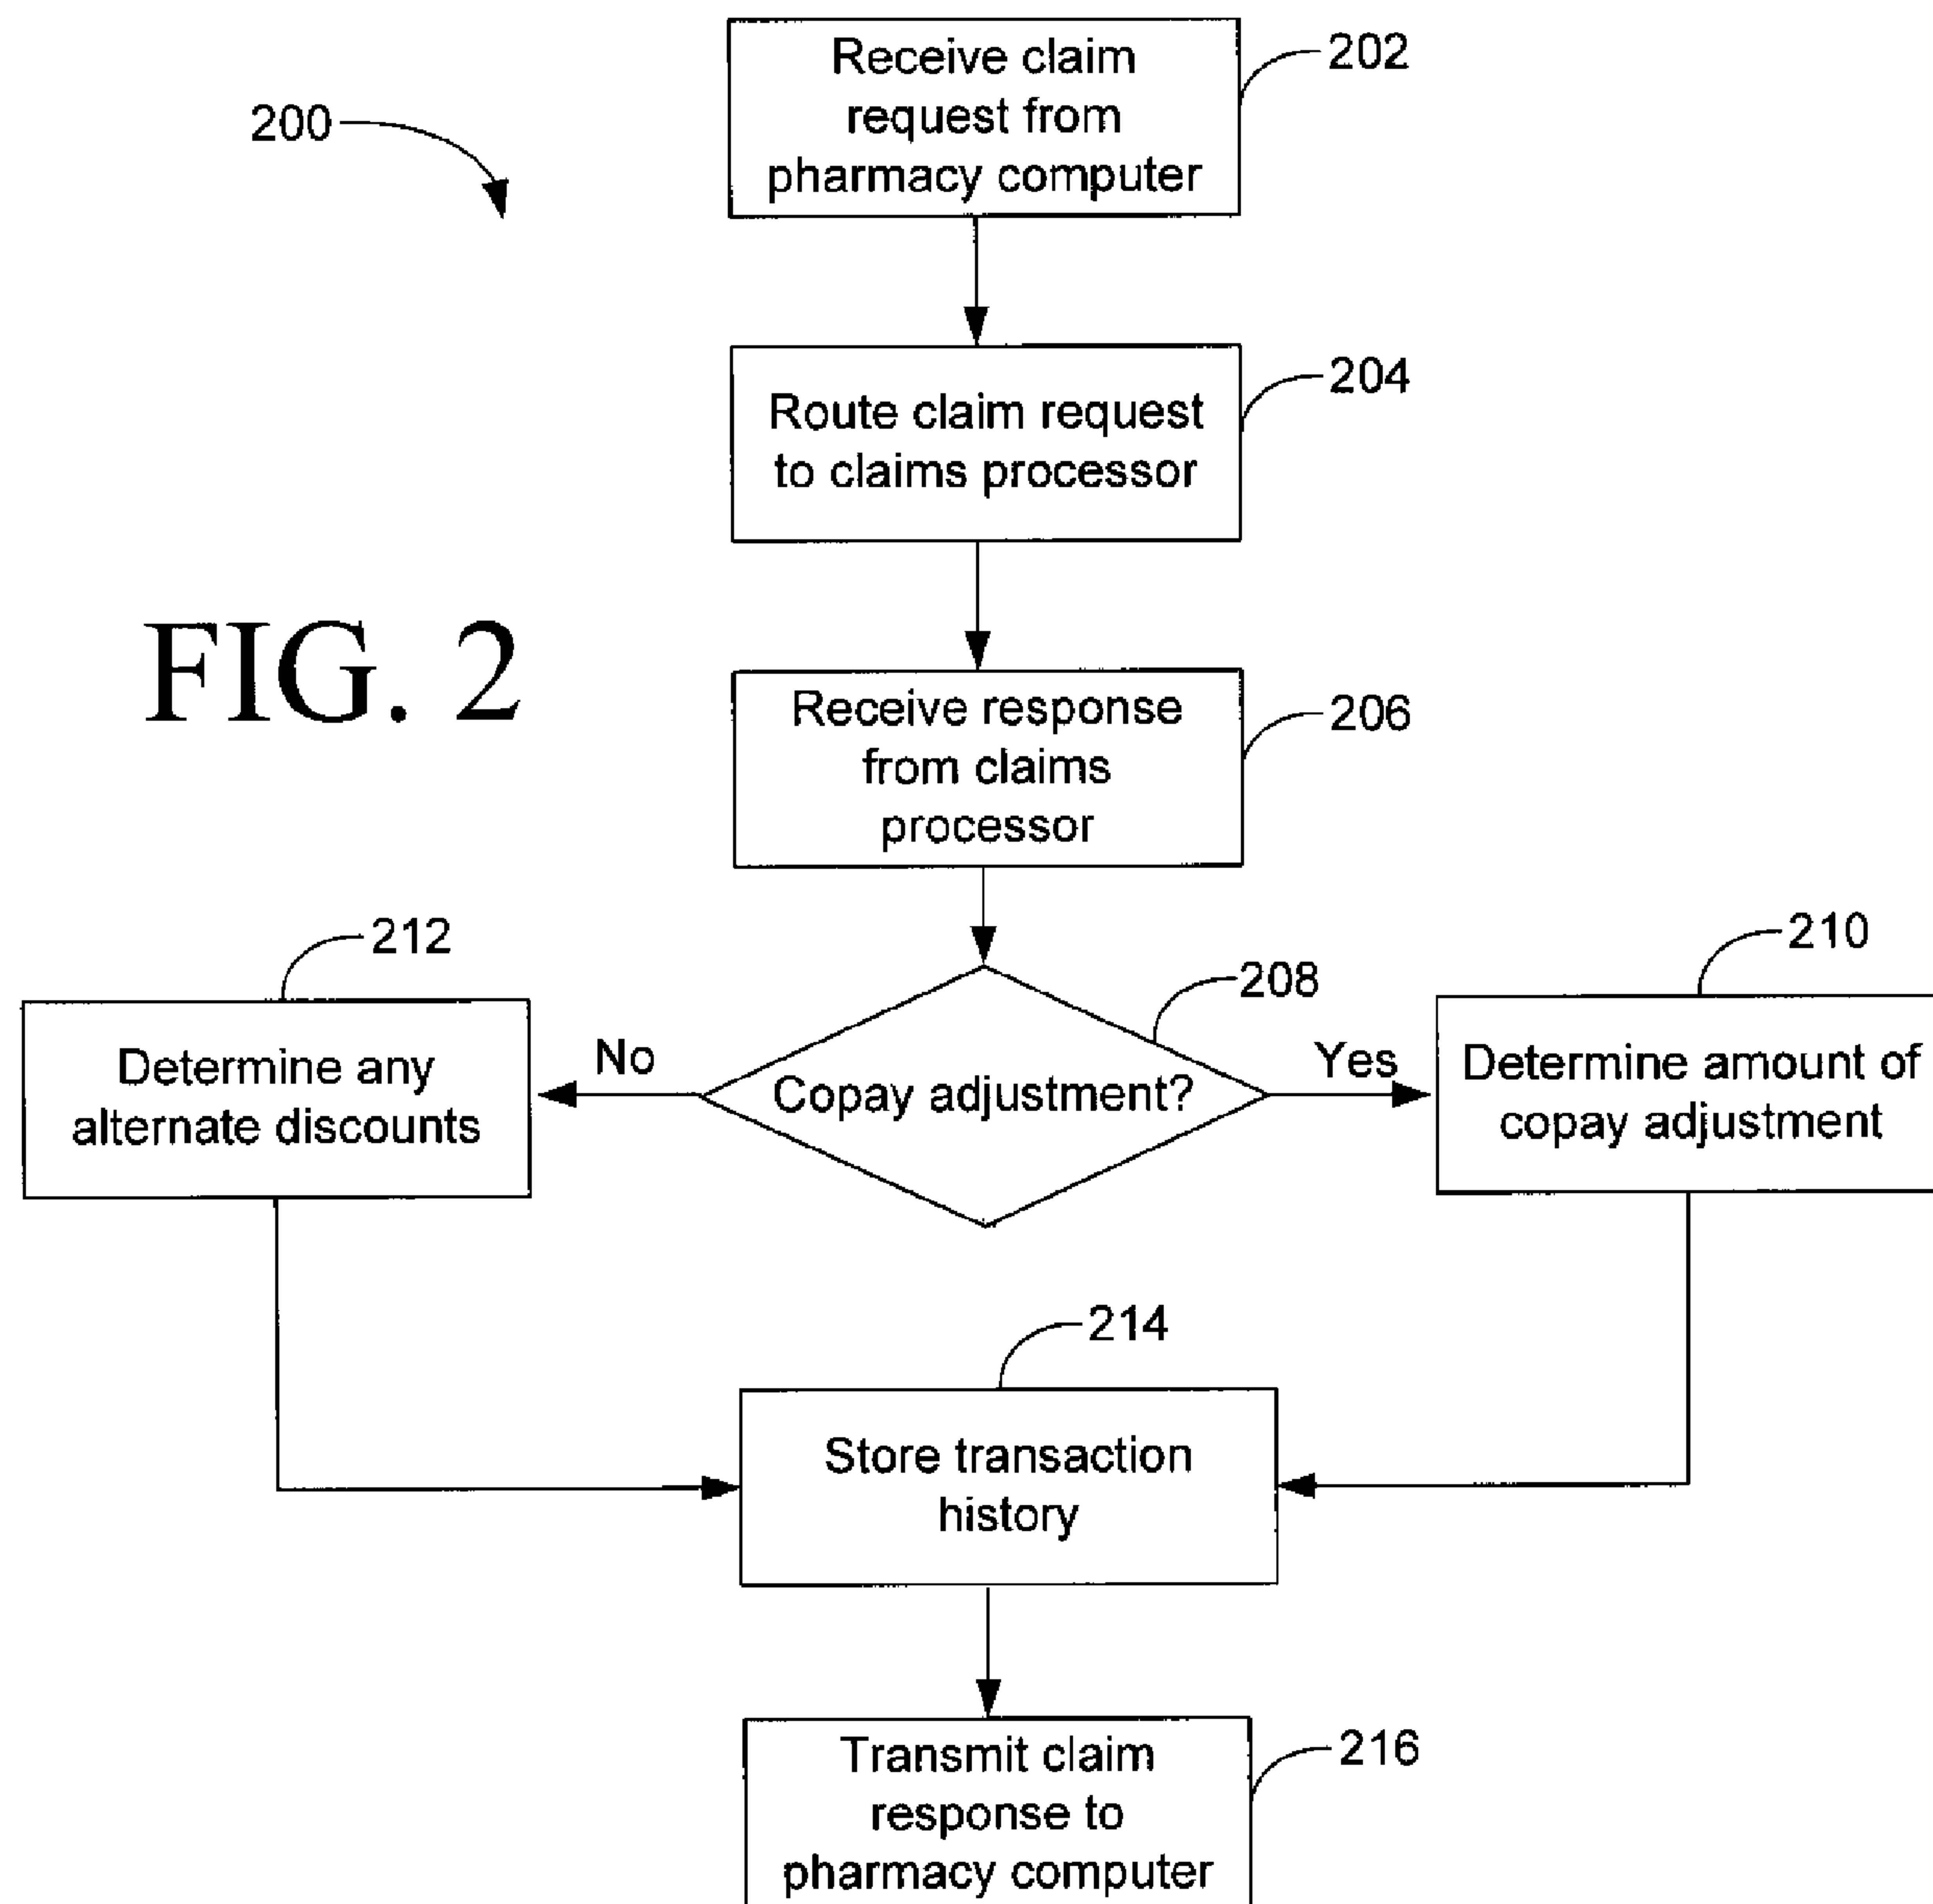 Receive claim
request from
pharmacy computer
202
200
Route claim request
to claims processor
204
FIG. 2
Receive response
from claims
processor
206
212
210
208
Determine any
alternate discounts
No
Copay adjustment?
Yes
Determine amount of
copay adjustment
214
Store transaction
history
Transmit claim
response to
pharmacy computer
216